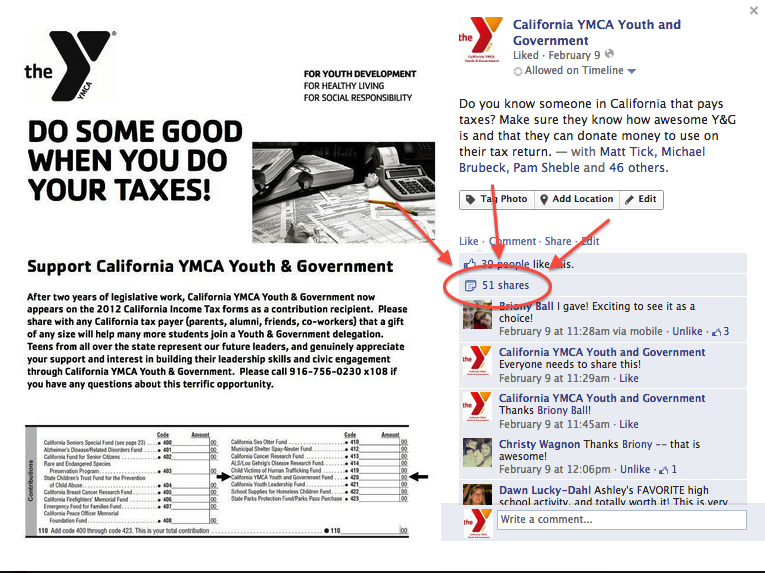 the
YMCA
FOR YOUTH DEVELOPMENT
FOR HEALTHY LIVING
FOR SOCIAL RESPONSIBILITY
DO SOME GOOD
WHEN YOU DO
YOUR TAXES!
Support California YMCA Youth & Government
After two years of legislative work, California YMCA Youth & Government now
appears on the 2012 California Income Tax forms as a contribution recipient. Please
share with any California tax payer (parents, alumni, friends, co-workers) that a gift
of any size will help many more students join a Youth & Government delegation.
Teens from all over the state represent our future leaders, and genuinely appreciate
your support and interest in building their leadership skills and civic engagement
through California YMCA Youth & Government. Please call 916-756-0230 x108 if
you have any questions about this terrific opportunity.
Contributions
Code Amount
California Seniors Special Fund (see page 23) 400 00
Alzheimer's Disease/Related Disorders Fund 401 00
California Fund for Senior Citizens 402 00
Rare and Endangered Species
Preservation Program 403 00
State Children's Trust Fund for the Prevention
of Child Abuse 404 00
California Breast Cancer Research Fund 405 00
California Firefighters' Memorial Fund 406 00
Emergency Food for Families Fund 407 00
California Peace Officer Memorial
Foundation Fund 408 00
Code Amount
California Sea Otter Fund 410 00
Municipal Shelter Spay-Neuter Fund 412 00
California Cancer Research Fund 413 00
ALS/Lou Gehrig's Disease Research Fund 414 00
Child Victims of Human Trafficking Fund 419 00
California YMCA Youth and Government Fund 420 00
California Youth Leadership Fund 421 00
School Supplies for Homeless Children Fund 422 00
State Parks Protection Fund/Parks Pass Purchase 423 00
110 Add code 400 through code 423. This is your total contribution 110 00
the
California YMCA Youth and
Government
Liked · February 9
Allowed on Timeline
Do you know someone in California that pays
taxes? Make sure they know how awesome Y&G
is and that they can donate money to use on
their tax return. — with Matt Tick, Michael
Brubeck, Pam Sheble and 46 others.
Tag Photo Add Location Edit
Like · Comment · Share · Edit
39 people like this.
51 shares
Briony Ball I gave! Exciting to see it as a
choice!
February 9 at 11:28am via mobile · Unlike · 3
California YMCA Youth and Government
Everyone needs to share this!
February 9 at 11:29am · Like
California YMCA Youth and Government
Thanks Briony Ball!
February 9 at 11:45am · Like
Christy Wagnon Thanks Briony -- that is
awesome!
February 9 at 12:06pm · Unlike · 1
Dawn Lucky-Dahl Ashley's FAVORITE high
school activity, and totally worth it! This is very
Write a comment...